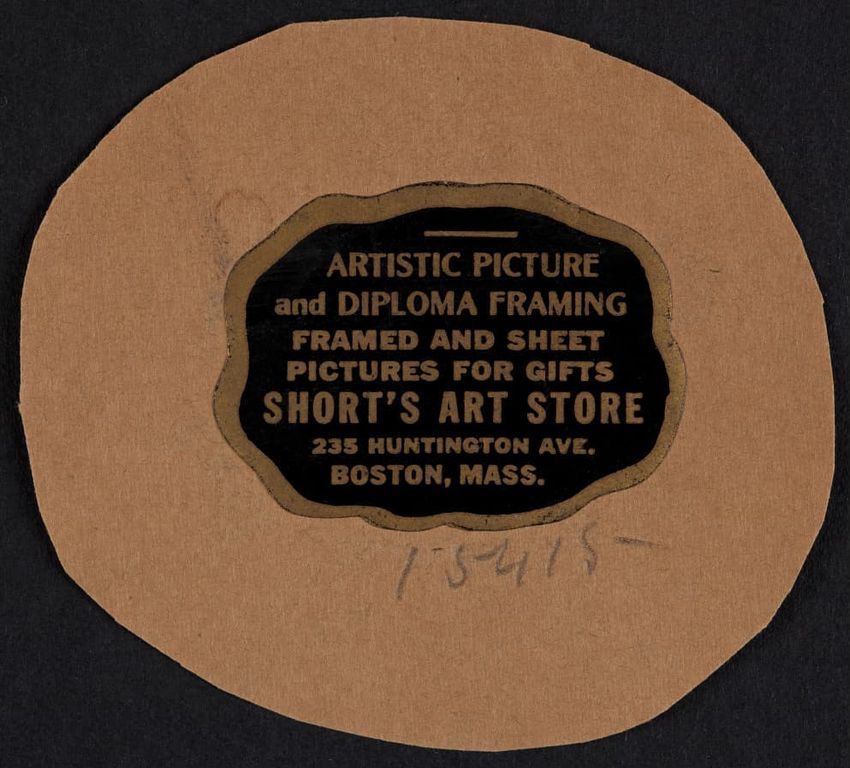 ARTISTIC PICTURE
and DIPLOMA FRAMING
FRAMED AND SHEET
PICTURES FOR GIFTS
SHORT'S ART STORE
235 HUNTINGTON AVE.
BOSTON, MASS.
15415-